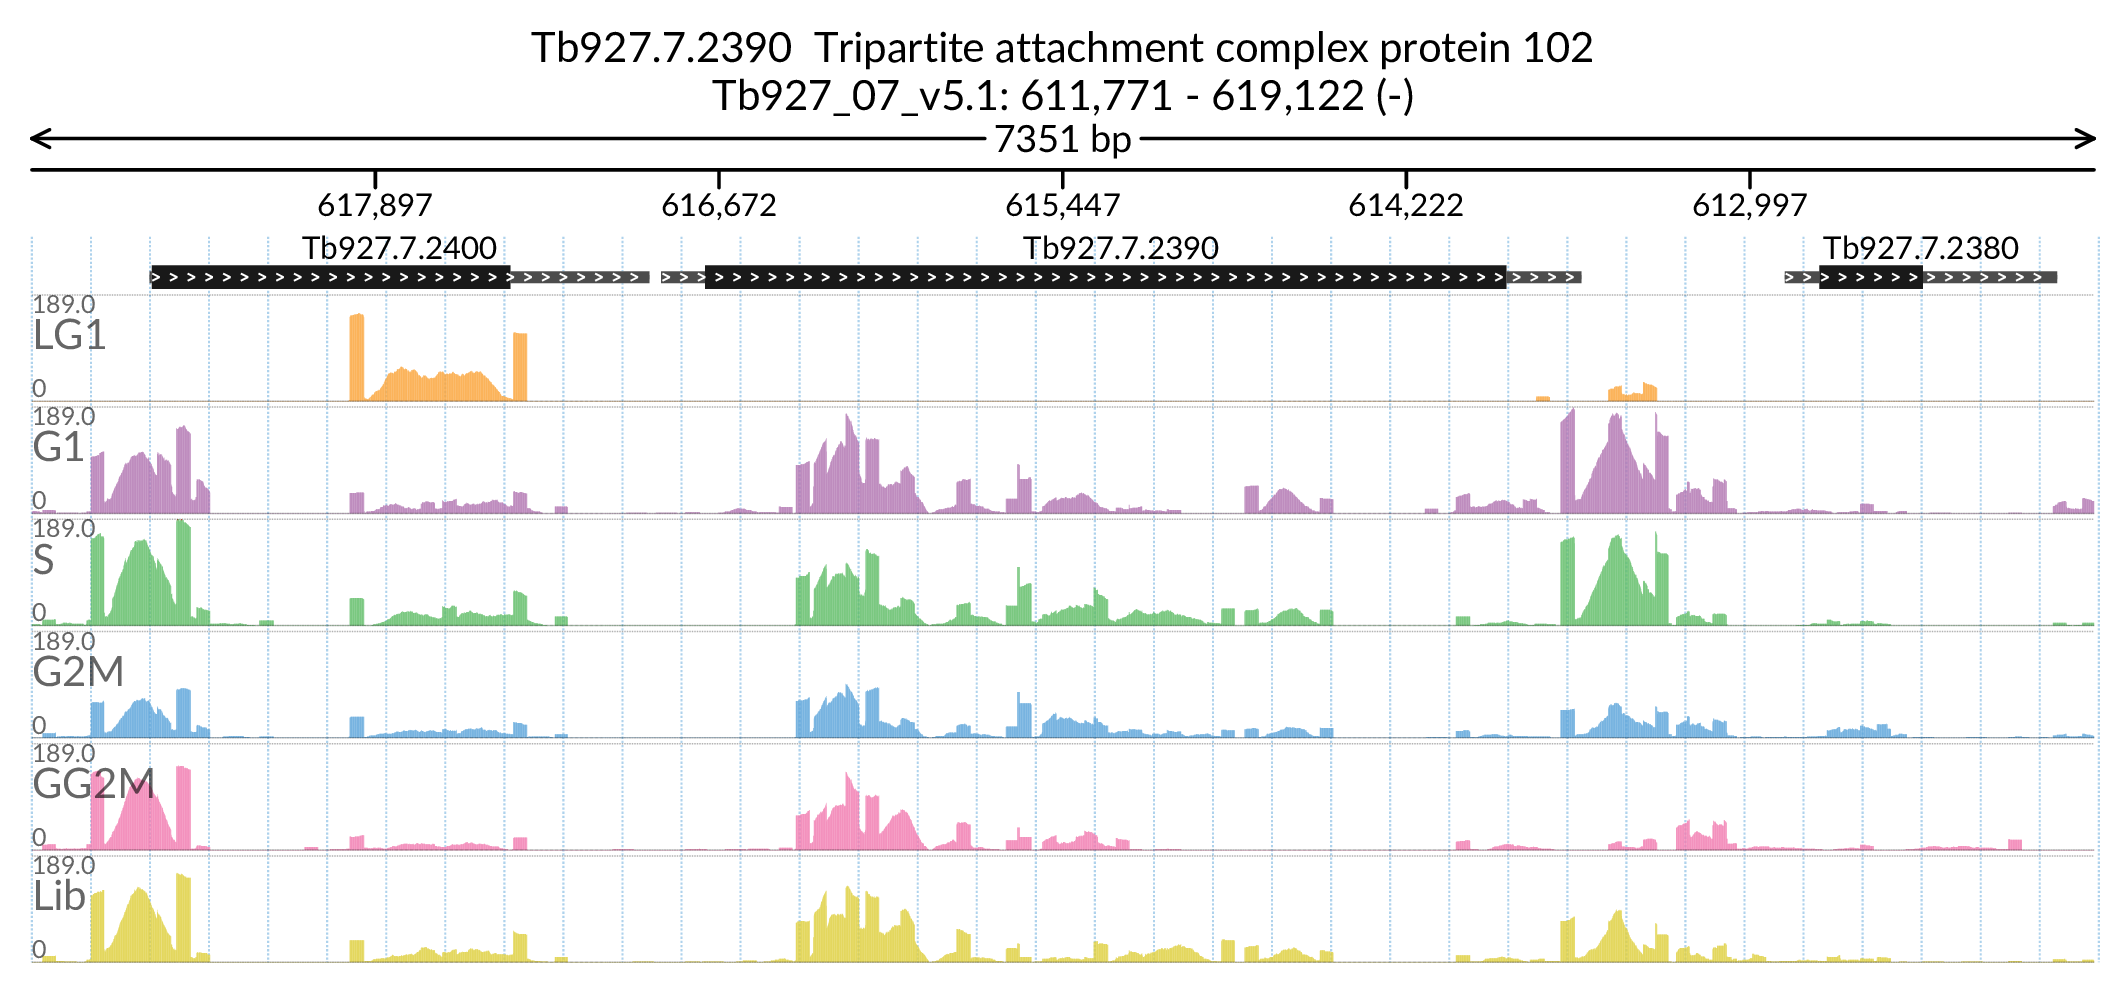 Tb927.7.2390 Tripartite attachment complex protein 102
Tb927_07_v5.1: 611,771 - 619,122 (-)
7351 bp
617,897 616,672 615,447 614,222 612,997
Tb927.7.2400 Tb927.7.2390 Tb927.7.2380
189.0
LG1
0
189.0
G1
0
189.0
S
0
189.0
G2M
0
189.0
GG2M
0
189.0
Lib
0